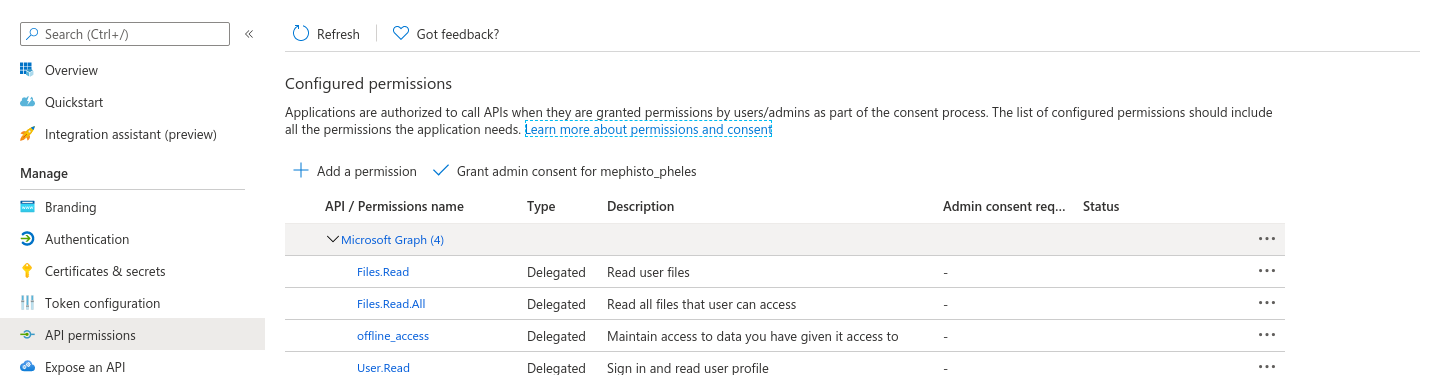 Search (Ctrl+/)
«
Refresh
Got feedback?
Overview
Quickstart
Integration assistant (preview)
Manage
Branding
Authentication
Certificates & secrets
Token configuration
API permissions
Expose an API
Configured permissions
Applications are authorized to call APIs when they are granted permissions by users/admins as part of the consent process. The list of configured permissions should include
all the permissions the application needs. Learn more about permissions and consent
Add a permission Grant admin consent for mephisto_pheles
API / Permissions name Type Description Admin consent req... Status
Microsoft Graph (4)
Files.Read Delegated Read user files -
Files.Read.All Delegated Read all files that user can access -
offline_access Delegated Maintain access to data you have given it access to -
User.Read Delegated Sign in and read user profile -